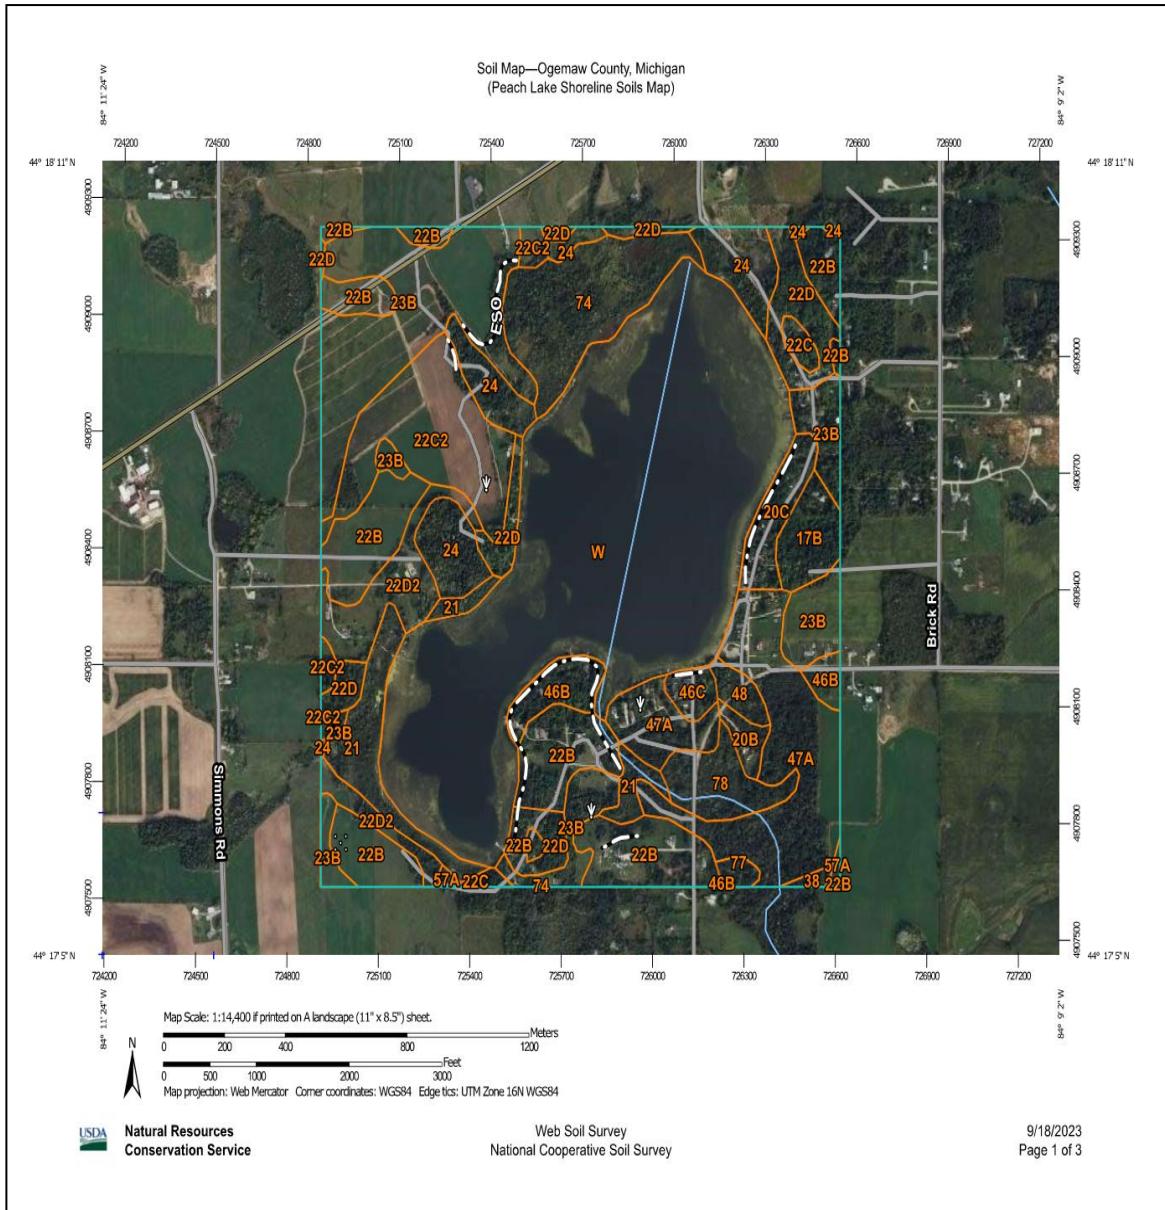 Soil Map—Ogemaw County, Michigan
(Peach Lake Shoreline Soils Map)
84° 11' 24" W
84° 9' 2" W
724200 724500 724800 725100 725400 725700 726000 726300 726600 726900 727200
44° 18' 11" N
44° 18' 11" N
4909300
4909300
22B 22B 22D 22D 24 24
22C2
22D 24 24 22B
22B 23B 74 22D
4909000
ESO
22C 22B
4909000
24
4908700
22C2 23B
23B
4908700
20C
22B 22D 17B
4908400
24 W
22D2
4908400
21 Brick Rd
23B
4908100
22C2 46B
22D 46B 46C 48
4908100
22C2 47A
23B 20B
24 21 22B 47A
4907800
Simmons Rd
21 78
22D2 23B
4907800
22B 22D
23B 22B 22B 77 57A
57A 22C 74 46B 38 22B
4907500
4907500
44° 17' 5" N
44° 17' 5" N
724200 724500 724800 725100 725400 725700 726000 726300 726600 726900 727200
84° 11' 24" W
84° 9' 2" W
Map Scale: 1:14,400 if printed on A landscape (11" x 8.5") sheet.
N
Meters
0 200 400 800 1200
Feet
0 500 1000 2000 3000
Map projection: Web Mercator Corner coordinates: WGS84 Edge tics: UTM Zone 16N WGS84
USDA
Natural Resources
Conservation Service
Web Soil Survey
National Cooperative Soil Survey
9/18/2023
Page 1 of 3